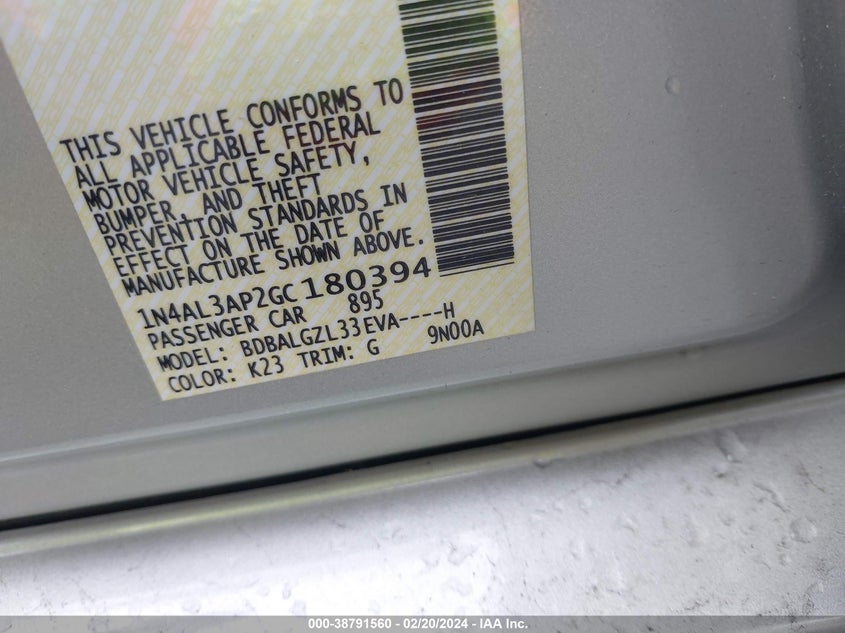 THIS VEHICLE CONFORMS TO
ALL APPLICABLE FEDERAL
MOTOR VEHICLE SAFETY,
BUMPER, AND THEFT
PREVENTION STANDARDS IN
EFFECT ON THE DATE OF
MANUFACTURE SHOWN ABOVE.
1N4AL3AP2GC180394
PASSENGER CAR 895
MODEL: BDBALGZL33EVA----H
COLOR: K23 TRIM: G 9N00A
000-38791560 - 02/20/2024 - IAA Inc.